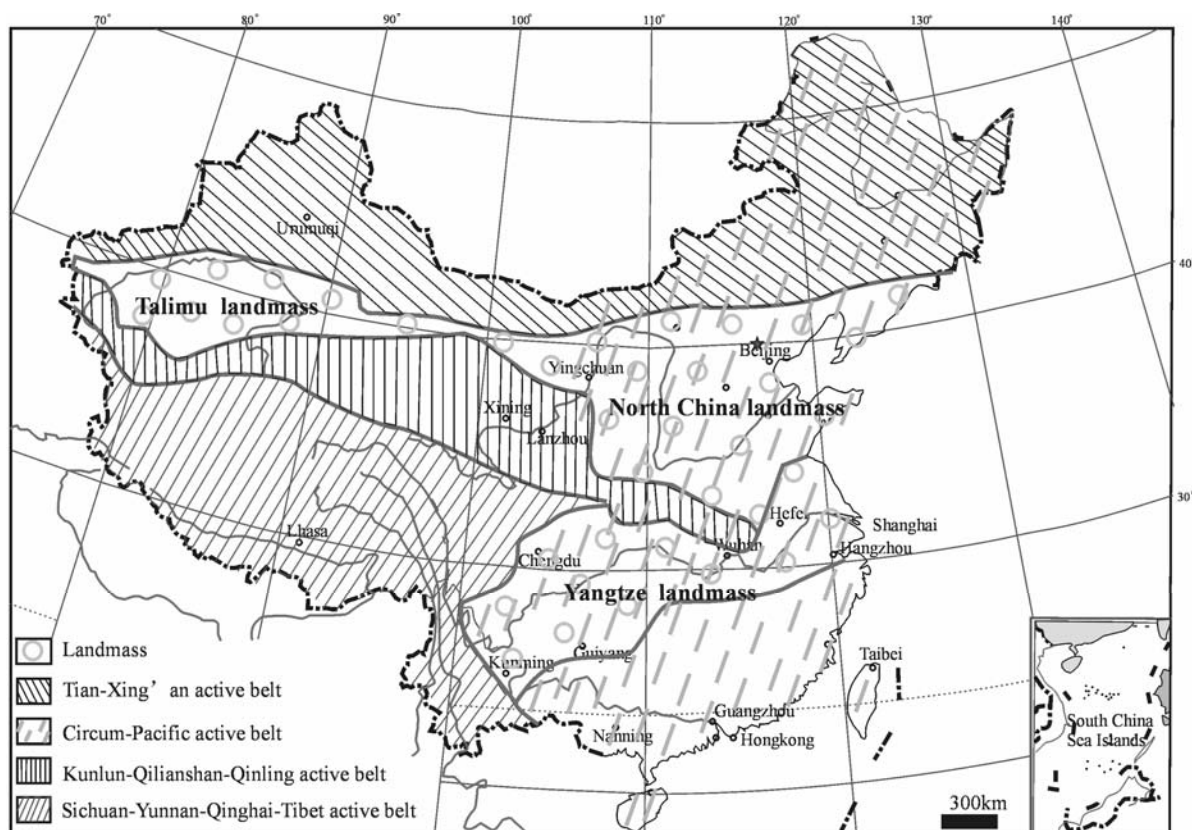 70°
80°
90°
100°
110°
120°
130°
140°
Urumuqi
40°
Talimu landmass
Beijing
Yingchuan
North China landmass
Xining
Lanzhou
30°
Hefei
Shanghai
Lhasa
Wuhan
Hangzhou
Chengdu
Yangtze landmass
Landmass
Kunming
Guiyang
Taibei
Tian-Xing’an active belt
Guangzhou
Circum-Pacific active belt
Nanning
Hongkong
South China
Sea Islands
Kunlun-Qilianshan-Qinling active belt
Sichuan-Yunnan-Qinghai-Tibet active belt
300km